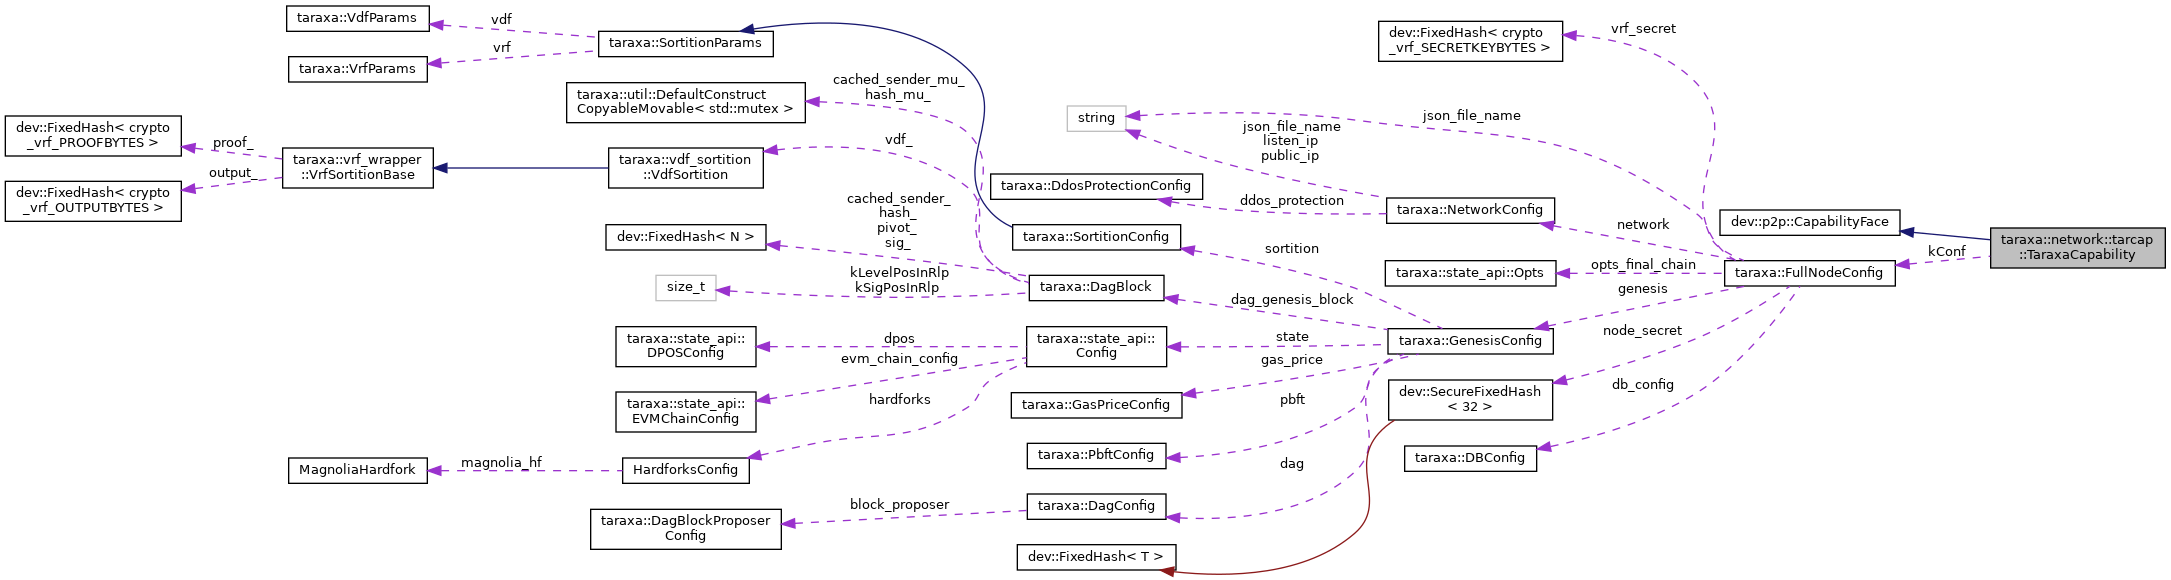 taraxa::VdfParams
vdf
taraxa::SortitionParams
vrf
taraxa::VrfParams
taraxa::util::DefaultConstruct
CopyableMovable< std::mutex >
cached_sender_mu_
hash_mu_
dev::FixedHash< crypto
_vrf_PROOFBYTES >
proof_
taraxa::vrf_wrapper
::VrfSortitionBase
output_
dev::FixedHash< crypto
_vrf_OUTPUTBYTES >
taraxa::vdf_sortition
::VdfSortition
vdf_
dev::FixedHash< N >
cached_sender_
hash_
pivot_
sig_
size_t
kLevelPosInRlp
kSigPosInRlp
taraxa::state_api::
DPOSConfig
dpos
taraxa::state_api::
EVMChainConfig
evm_chain_config
hardforks
MagnoliaHardfork
magnolia_hf
HardforksConfig
taraxa::DagBlockProposer
Config
block_proposer
dev::FixedHash< crypto
_vrf_SECRETKEYBYTES >
vrf_secret
string
json_file_name
json_file_name
listen_ip
public_ip
taraxa::DdosProtectionConfig
ddos_protection
taraxa::NetworkConfig
network
taraxa::SortitionConfig
sortition
taraxa::DagBlock
dag_genesis_block
taraxa::state_api::Opts
opts_final_chain
genesis
taraxa::state_api::
Config
state
taraxa::GenesisConfig
gas_price
taraxa::GasPriceConfig
pbft
taraxa::PbftConfig
dag
taraxa::DagConfig
dev::FixedHash< T >
node_secret
dev::SecureFixedHash
< 32 >
db_config
taraxa::DBConfig
dev::p2p::CapabilityFace
taraxa::FullNodeConfig
kConf
taraxa::network::tarcap
::TaraxaCapability